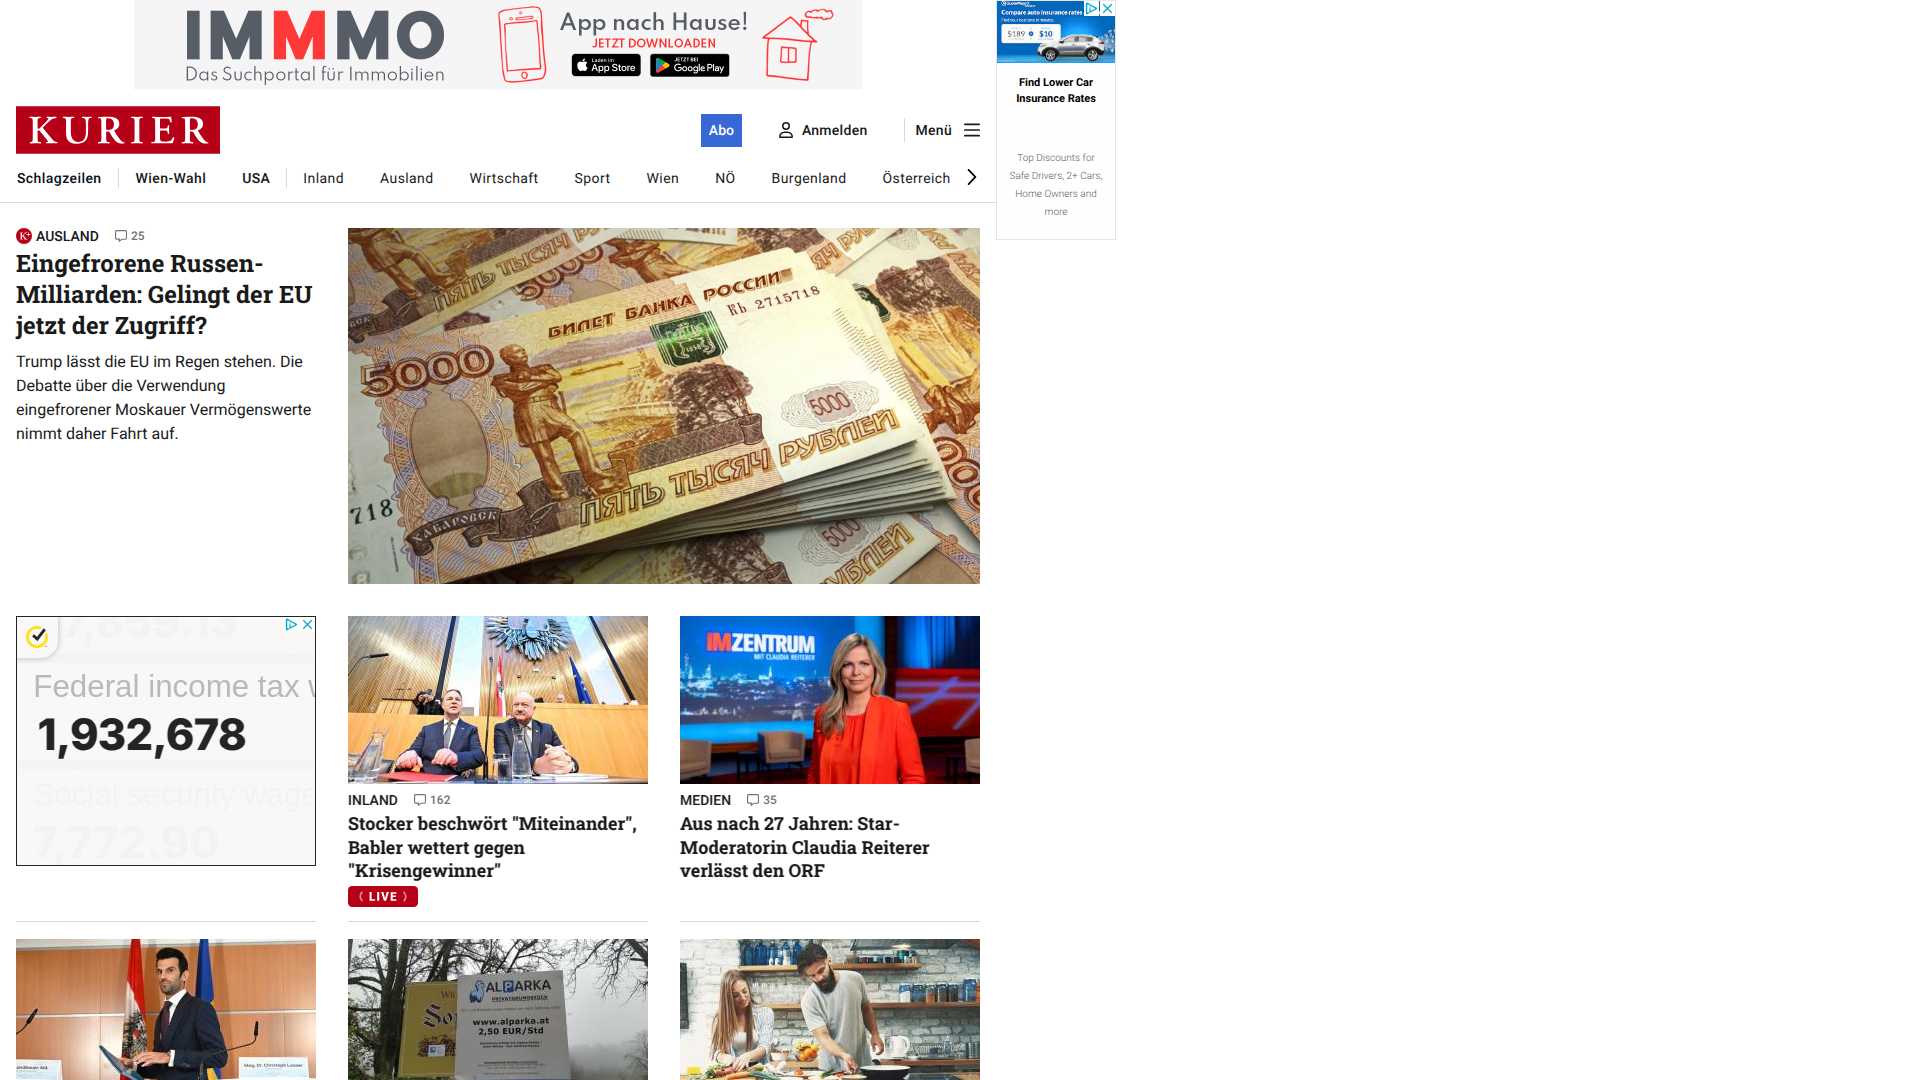 IMMMO
Das Suchportal für Immobilien
App nach Hause!
JETZT DOWNLOADEN
Laden im
App Store
JETZT BEI
Google Play
Compare auto insurance rates
$189
$10
Find Lower Car
Insurance Rates
Top Discounts for
Safe Drivers, 2+ Cars,
Home Owners and
more
KURIER
Abo
Anmelden
Menü
Schlagzeilen
Wien-Wahl
USA
Inland
Ausland
Wirtschaft
Sport
Wien
NÖ
Burgenland
Österreich
K+ AUSLAND 25
Eingefrorene Russen-
Milliarden: Gelingt der EU
jetzt der Zugriff?
Trump lässt die EU im Regen stehen. Die
Debatte über die Verwendung
eingefrorener Moskauer Vermögenswerte
nimmt daher Fahrt auf.
БИЛЕТ БАНКА РОССИИ
2715718
5000
5000
ПЯТЬ ТЫСЯЧ РУБЛЕЙ
ХАБАРОВСК
718
Federal income tax
1,932,678
Social security wage
7,772.90
INLAND 162
Stocker beschwört "Miteinander",
Babler wettert gegen
"Krisengewinner"
LIVE
IMZENTRUM
MIT CLAUDIA REITERER
MEDIEN 35
Aus nach 27 Jahren: Star-
Moderatorin Claudia Reiterer
verlässt den ORF
ALPARKA
www.alparka.at
2,50 EUR/Std